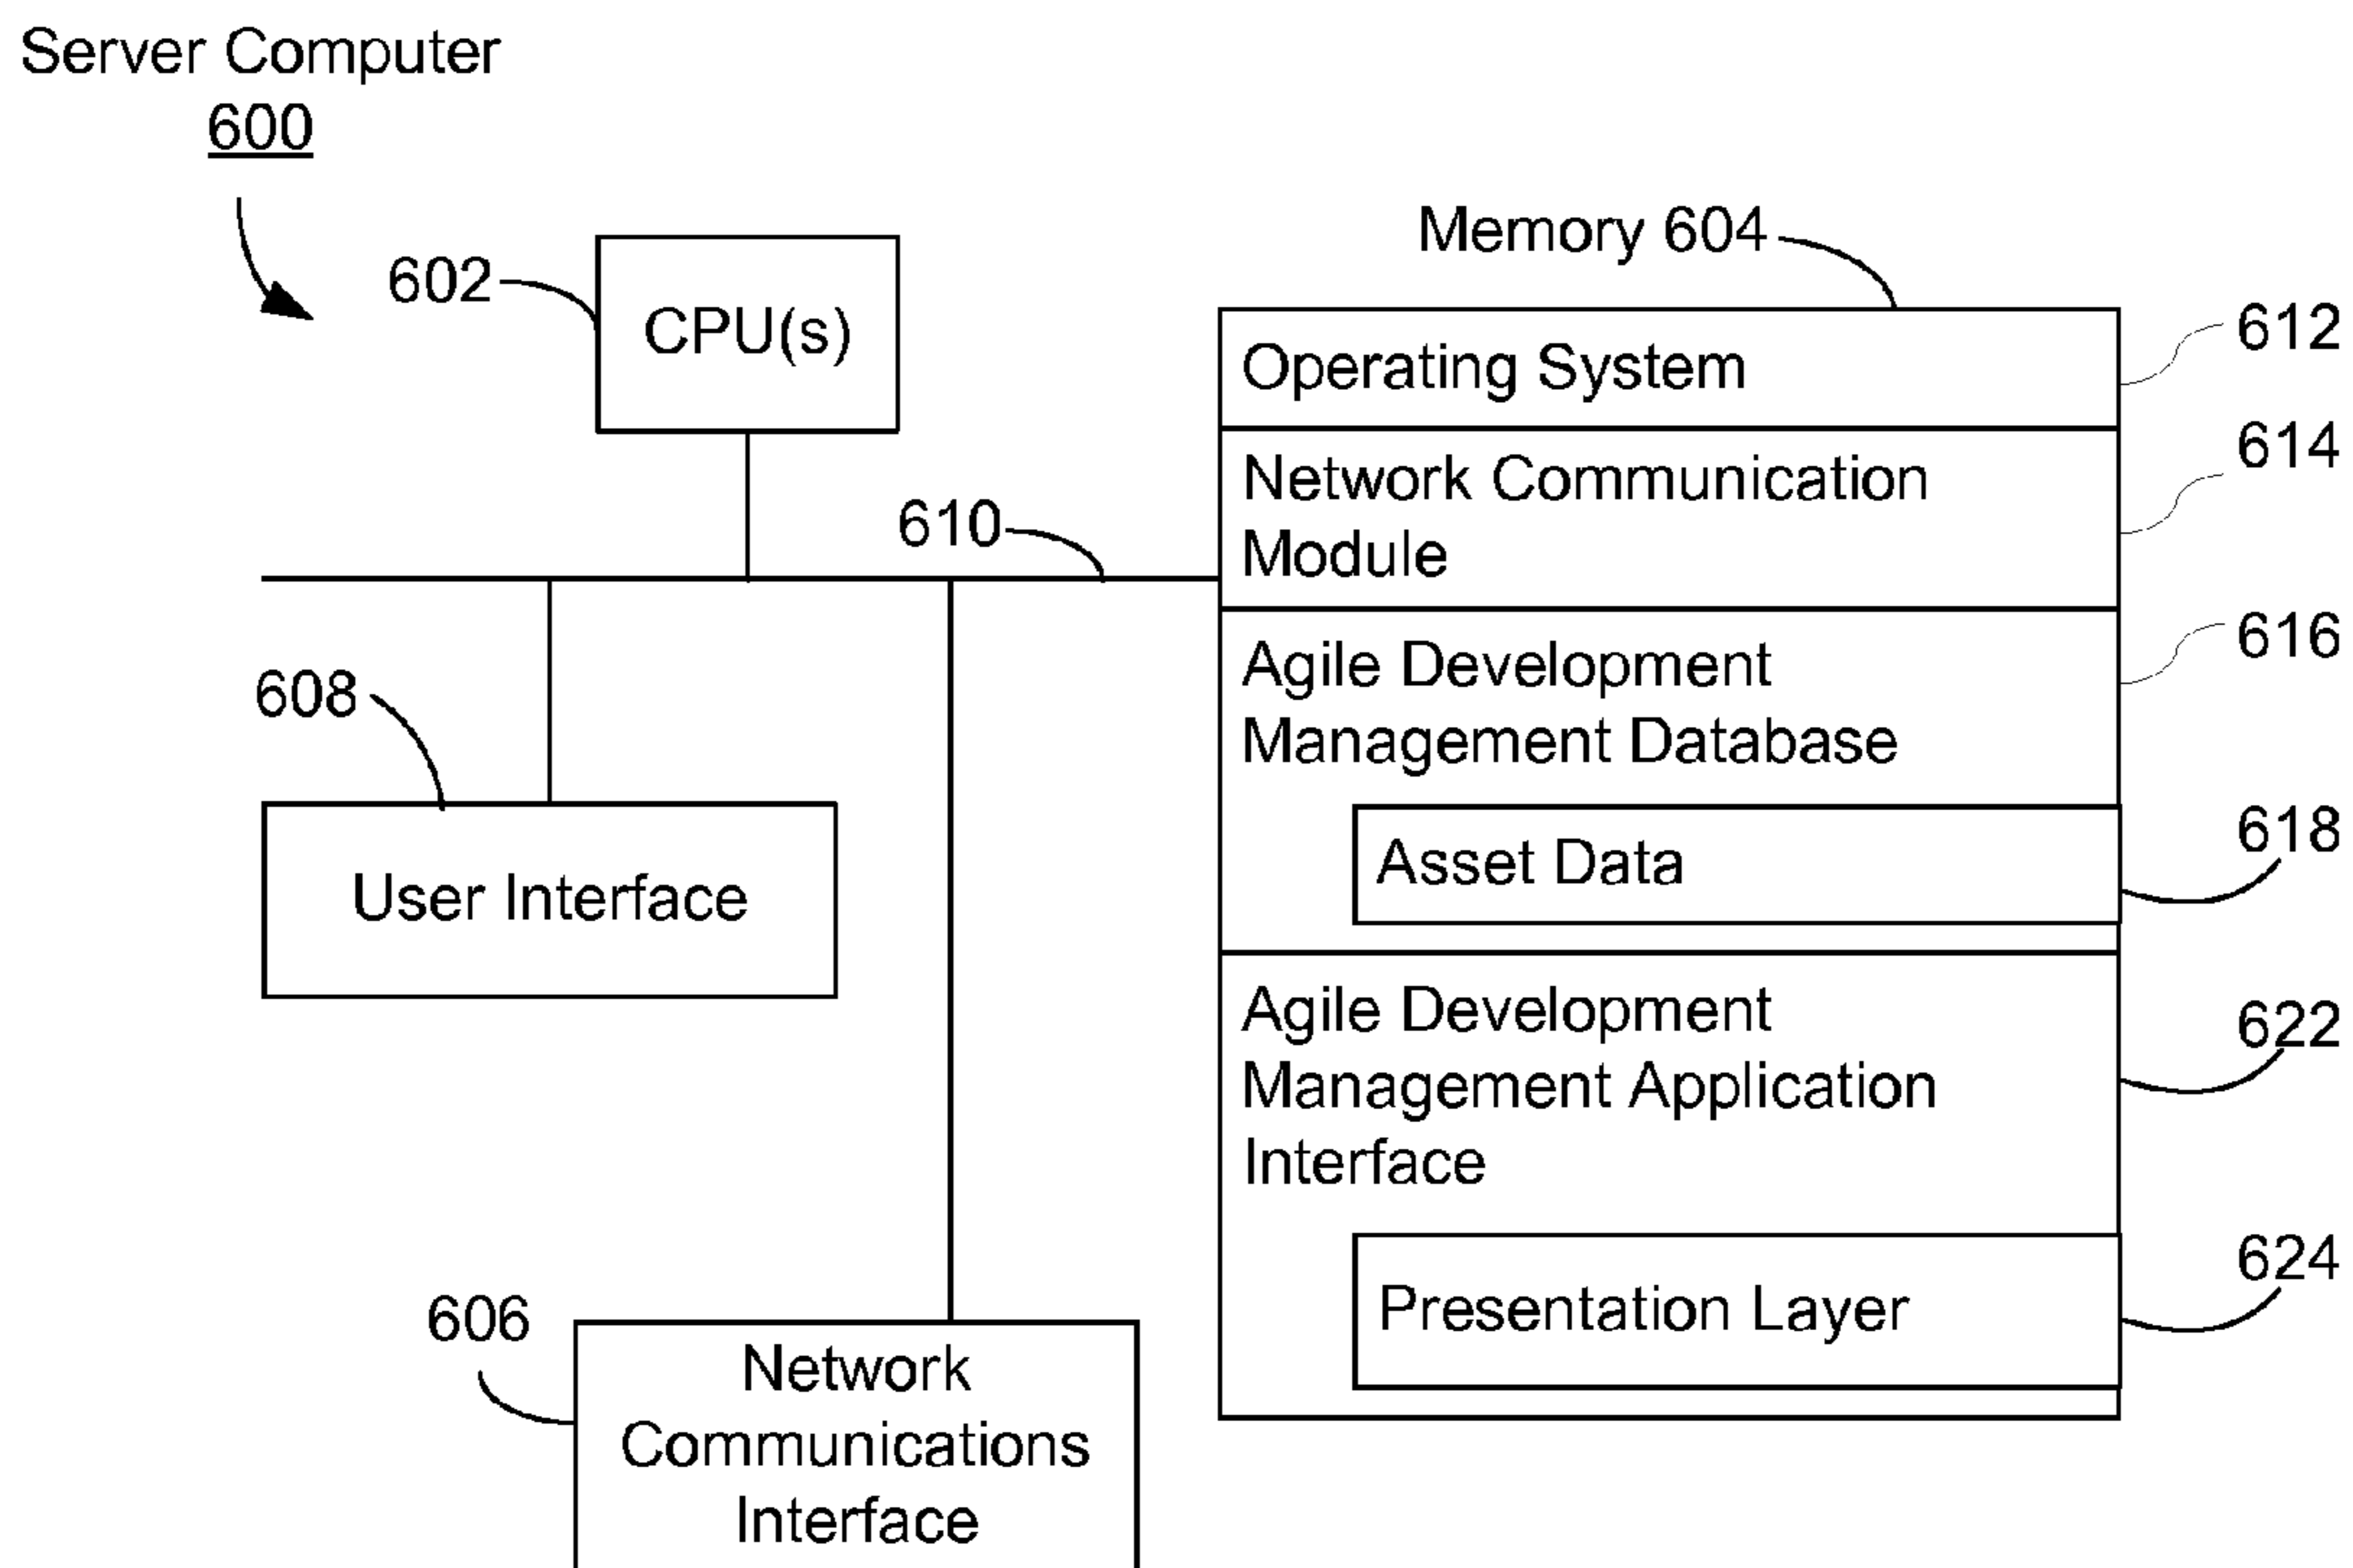 Server Computer
600
Memory 604
602
CPU(s)
612
Operating System
614
Network Communication
Module
610
616
Agile Development
Management Database
608
618
Asset Data
User Interface
622
Agile Development
Management Application
Interface
624
Presentation Layer
606
Network
Communications
Interface